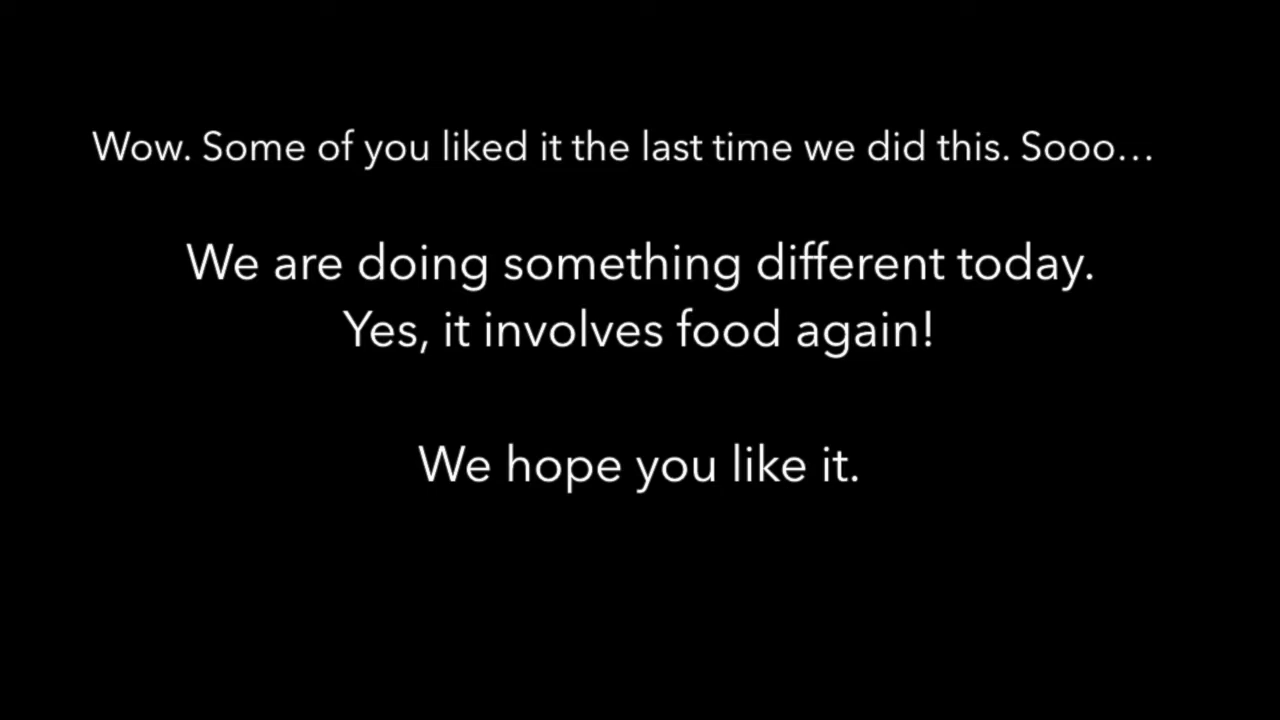 Wow. Some of you liked it the last time we did this. Sooo...
We are doing something different today.
Yes, it involves food again!
We hope you like it.